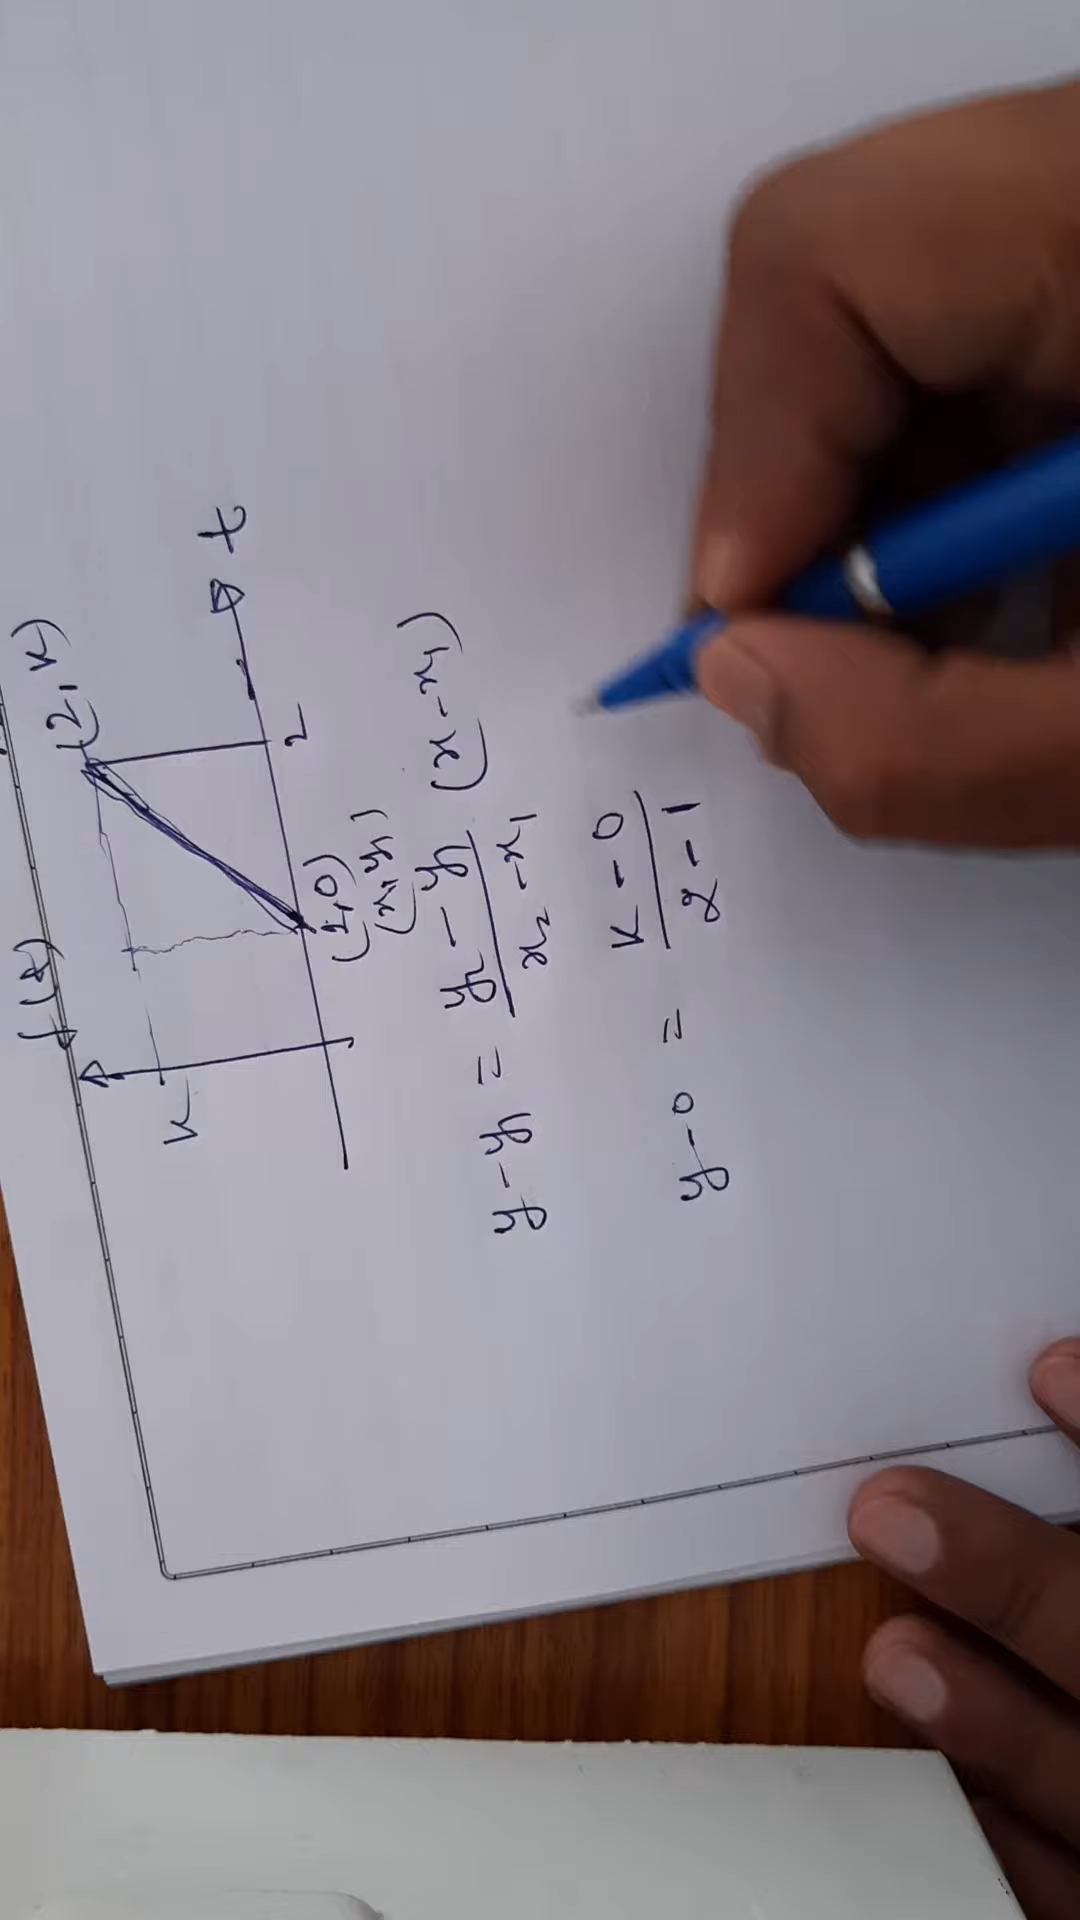 f(t)
(2, K)
K
2
t
(1,0)
(x1, y1)
y - y1 = y2 - y1 / x2 - x1 (x - x1)
y - 0 = K - 0 / 2 - 1